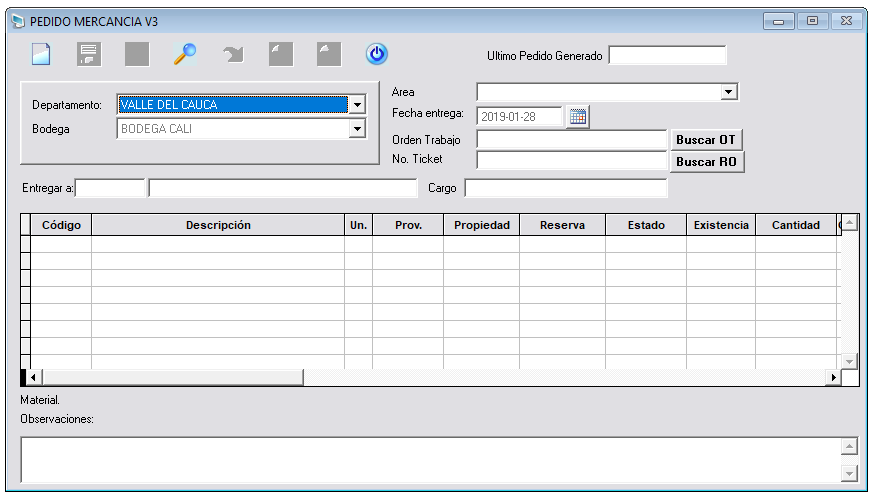 PEDIDO MERCANCIA V3
Ultimo Pedido Generado
Departamento: VALLE DEL CAUCA
Bodega BODEGA CALI
Area
Fecha entrega: 2019-01-28
Orden Trabajo Buscar OT
No. Ticket Buscar RO
Entregar a: Cargo
Código Descripción Un. Prov. Propiedad Reserva Estado Existencia Cantidad
Material.
Observaciones: